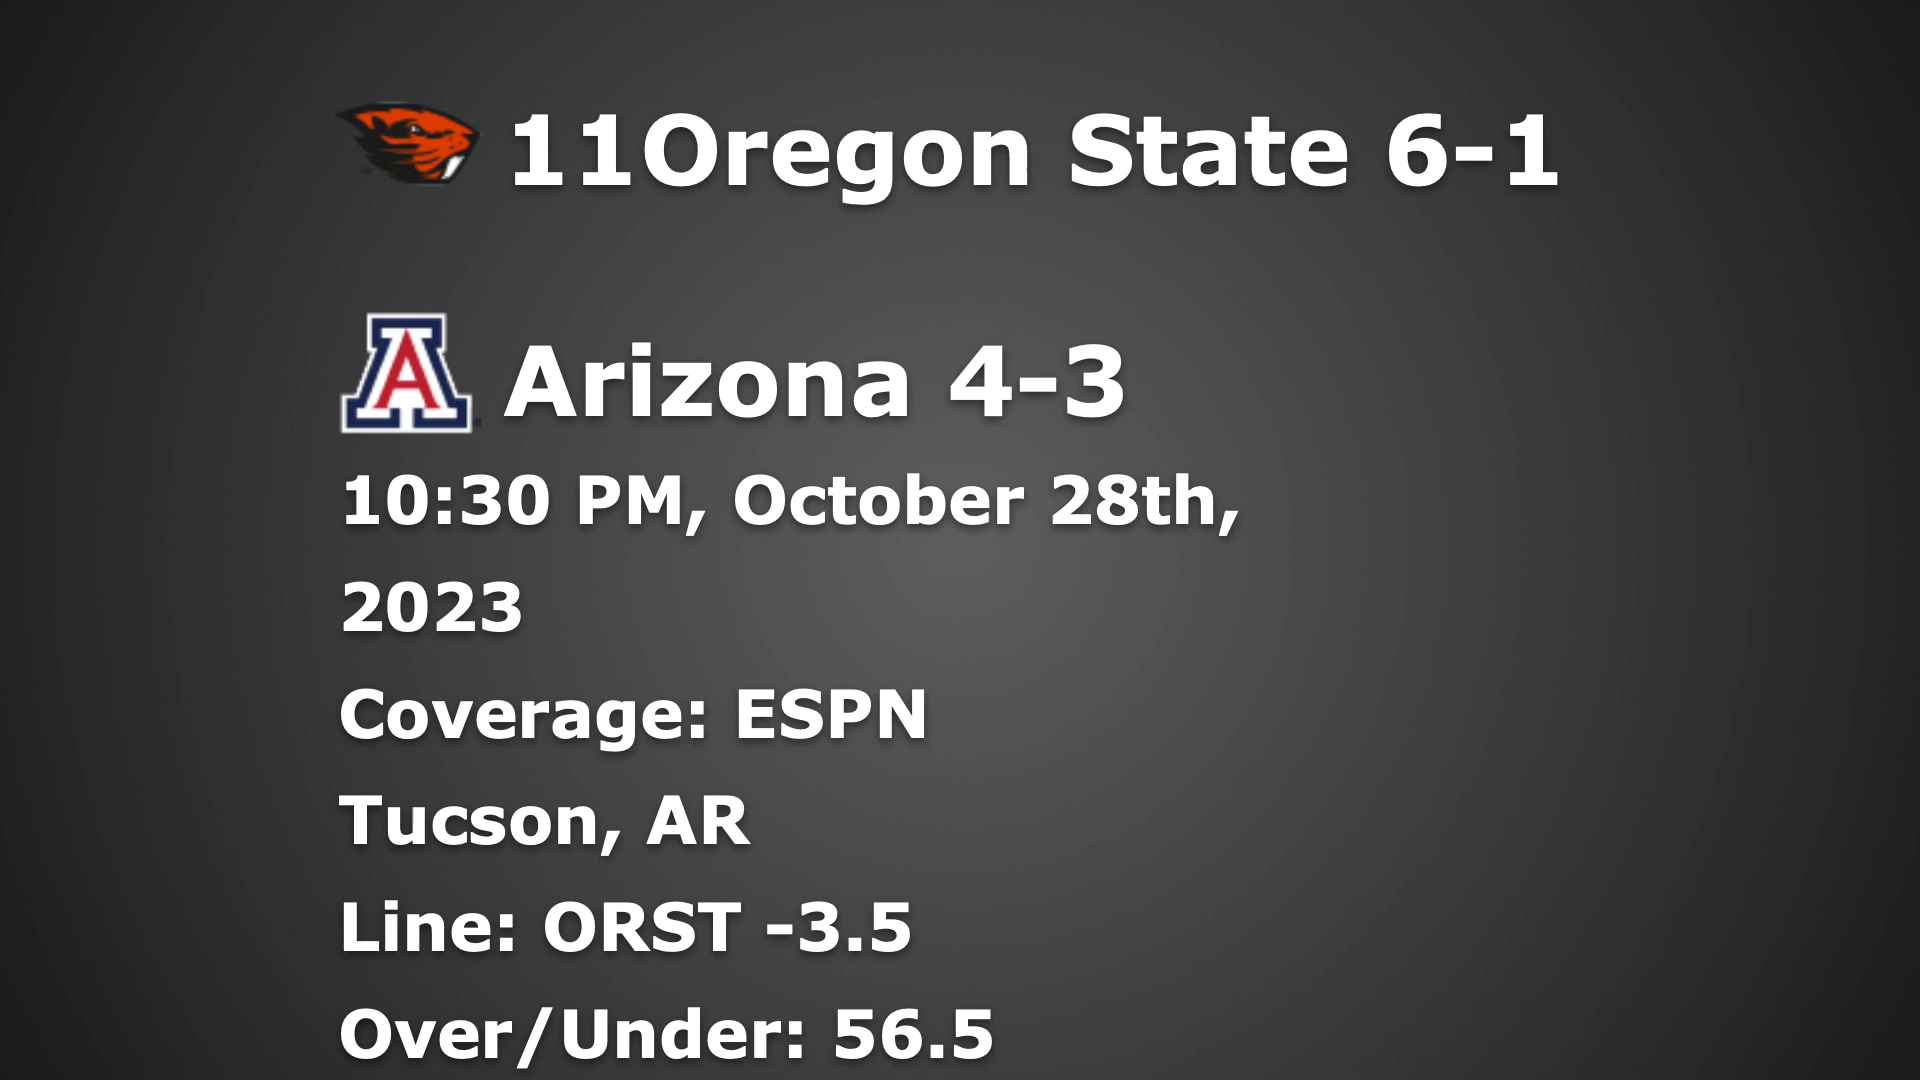 11Oregon State 6-1
A Arizona 4-3
10:30 PM, October 28th,
2023
Coverage: ESPN
Tucson, AR
Line: ORST -3.5
Over/Under: 56.5